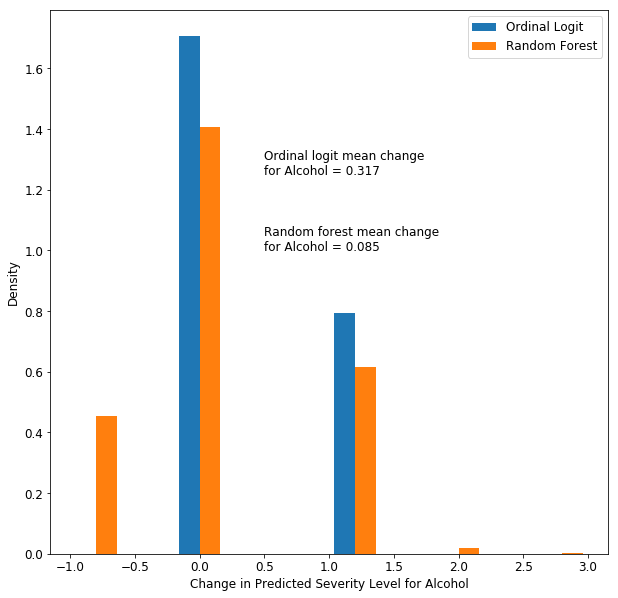 Ordinal Logit
Random Forest
Ordinal logit mean change
for Alcohol = 0.317
Random forest mean change
for Alcohol = 0.085
Density
1.6
1.4
1.2
1.0
0.8
0.6
0.4
0.2
0.0
−1.0 −0.5 0.0 0.5 1.0 1.5 2.0 2.5 3.0
Change in Predicted Severity Level for Alcohol